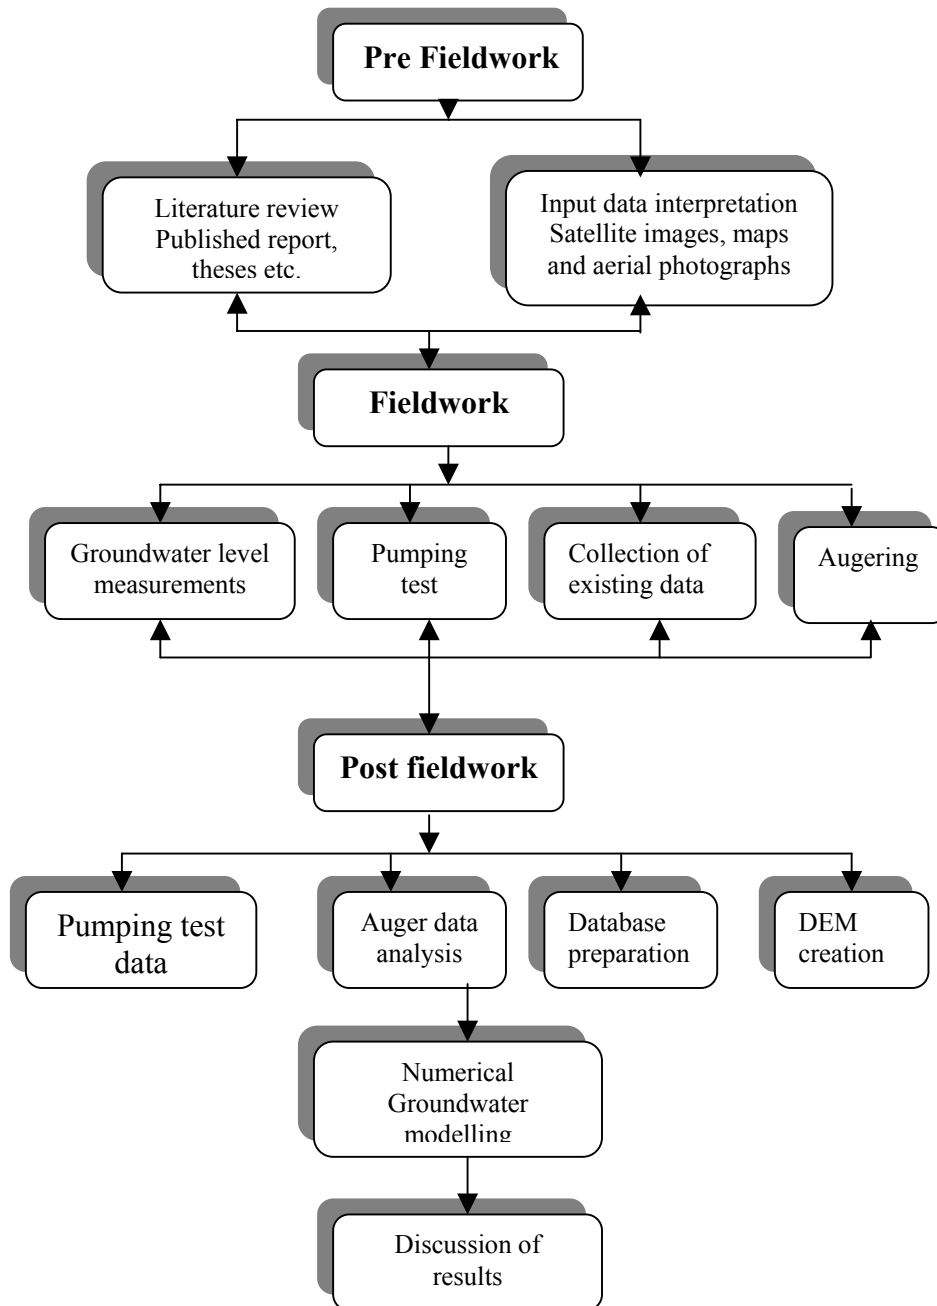 Pre Fieldwork
Literature review
Published report,
theses etc.
Input data interpretation
Satellite images, maps
and aerial photographs
Fieldwork
Groundwater level
measurements
Pumping
test
Collection of
existing data
Augering
Post fieldwork
Pumping test
data
Auger data
analysis
Database
preparation
DEM
creation
Numerical
Groundwater
modelling
Discussion of
results